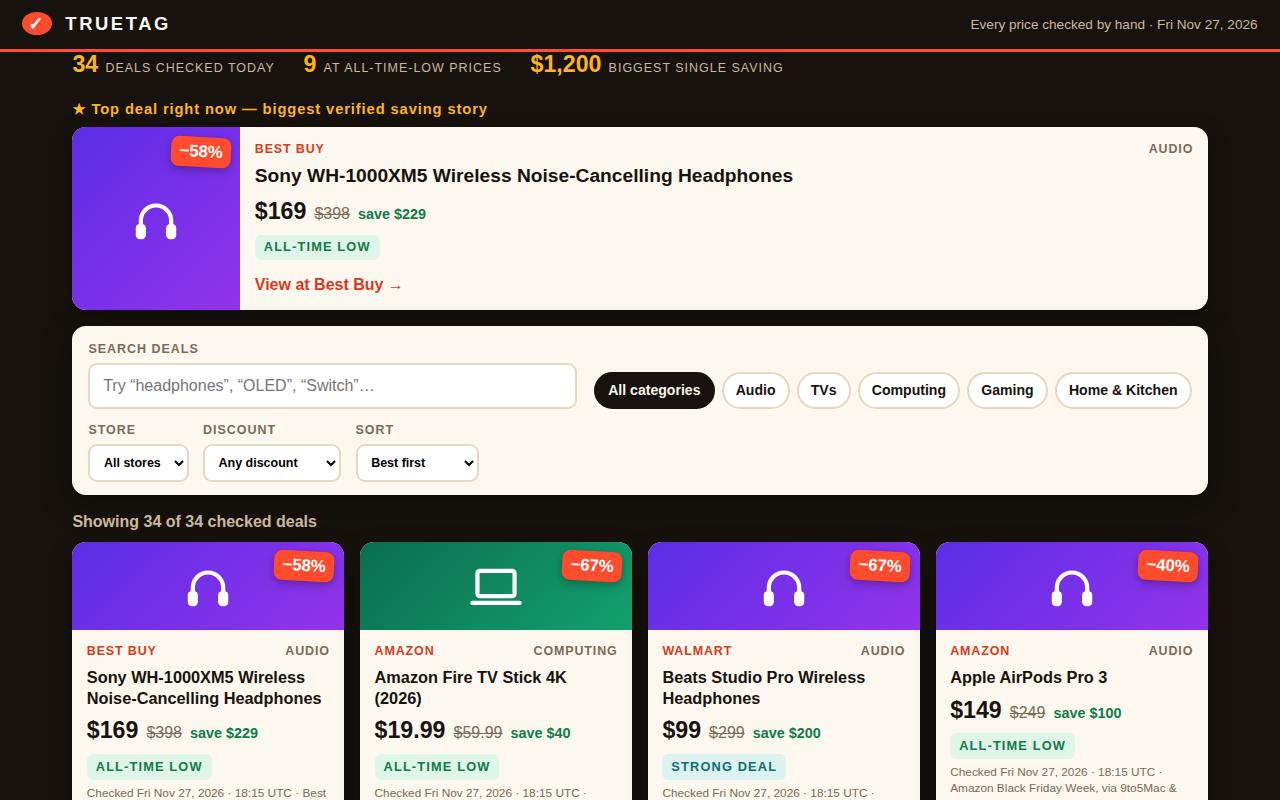 ✓ TRUETAG
Every price checked by hand · Fri Nov 27, 2026
34 DEALS CHECKED TODAY 9 AT ALL-TIME-LOW PRICES $1,200 BIGGEST SINGLE SAVING
★ Top deal right now — biggest verified saving story
−58%
BEST BUY AUDIO
Sony WH-1000XM5 Wireless Noise-Cancelling Headphones
$169 $398 save $229
ALL-TIME LOW
View at Best Buy →
SEARCH DEALS
Try “headphones”, “OLED”, “Switch”…
All categories Audio TVs Computing Gaming Home & Kitchen
STORE DISCOUNT SORT
All stores Any discount Best first
Showing 34 of 34 checked deals
−58%
BEST BUY AUDIO
Sony WH-1000XM5 Wireless
Noise-Cancelling Headphones
$169 $398 save $229
ALL-TIME LOW
Checked Fri Nov 27, 2026 · 18:15 UTC · Best
−67%
AMAZON COMPUTING
Amazon Fire TV Stick 4K
(2026)
$19.99 $59.99 save $40
ALL-TIME LOW
Checked Fri Nov 27, 2026 · 18:15 UTC ·
−67%
WALMART AUDIO
Beats Studio Pro Wireless
Headphones
$99 $299 save $200
STRONG DEAL
Checked Fri Nov 27, 2026 · 18:15 UTC ·
−40%
AMAZON AUDIO
Apple AirPods Pro 3
$149 $249 save $100
ALL-TIME LOW
Checked Fri Nov 27, 2026 · 18:15 UTC ·
Amazon Black Friday Week, via 9to5Mac &